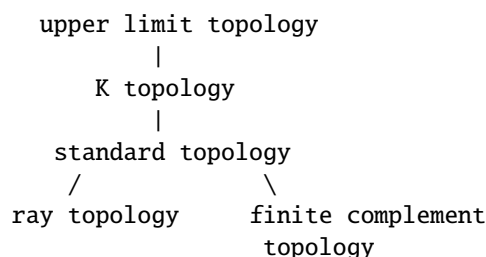 upper limit topology
|
K topology
|
standard topology
/ \
ray topology finite complement
topology